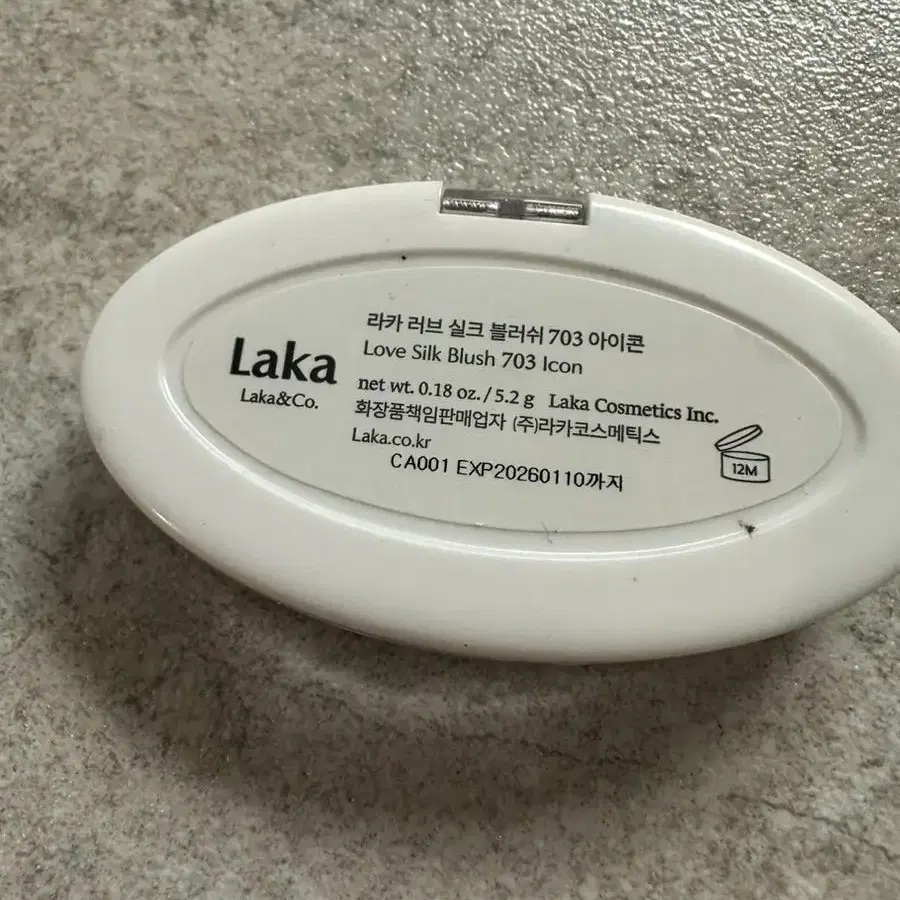 Laka
Laka&Co.
라카 러브 실크 블러쉬 703 아이콘
Love Silk Blush 703 Icon
net wt. 0.18 oz. / 5.2 g Laka Cosmetics Inc.
화장품책임판매업자 (주)라카코스메틱스
Laka.co.kr
CA001 EXP20260110까지
12M